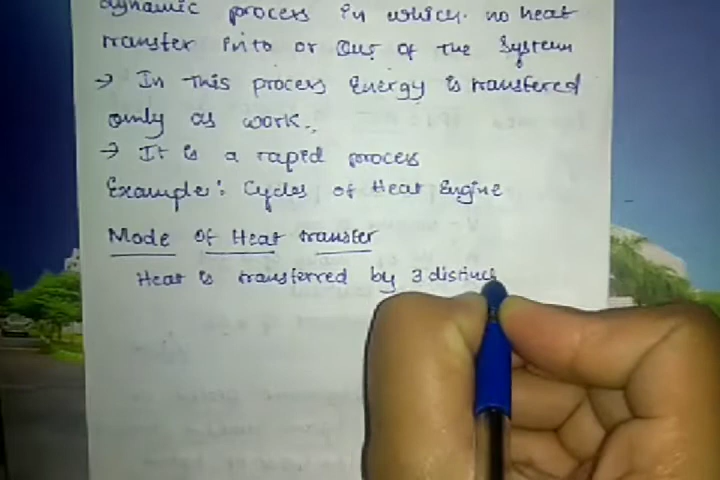 dynamic process in which no heat
transfer into or Out of the System
→ In This process Energy is transferred
only as work.
→ It is a rapid process
Example: Cycles of Heat Engine
Mode of Heat transfer
Heat is transferred by 3 distinc